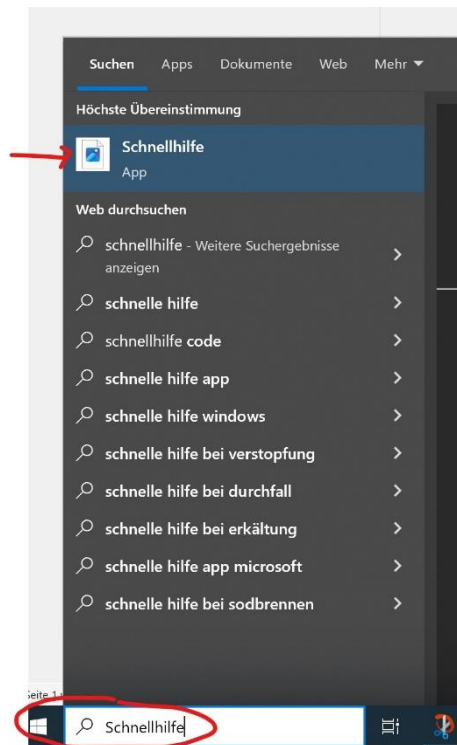 Suchen Apps Dokumente Web Mehr
Höchste Übereinstimmung
Schnellhilfe
App
Web durchsuchen
schnellhilfe - Weitere Suchergebnisse
anzeigen
schnelle hilfe
schnellhilfe code
schnelle hilfe app
schnelle hilfe windows
schnelle hilfe bei verstopfung
schnelle hilfe bei durchfall
schnelle hilfe bei erkältung
schnelle hilfe app microsoft
schnelle hilfe bei sodbrennen
Seite 1
Schnellhilfe